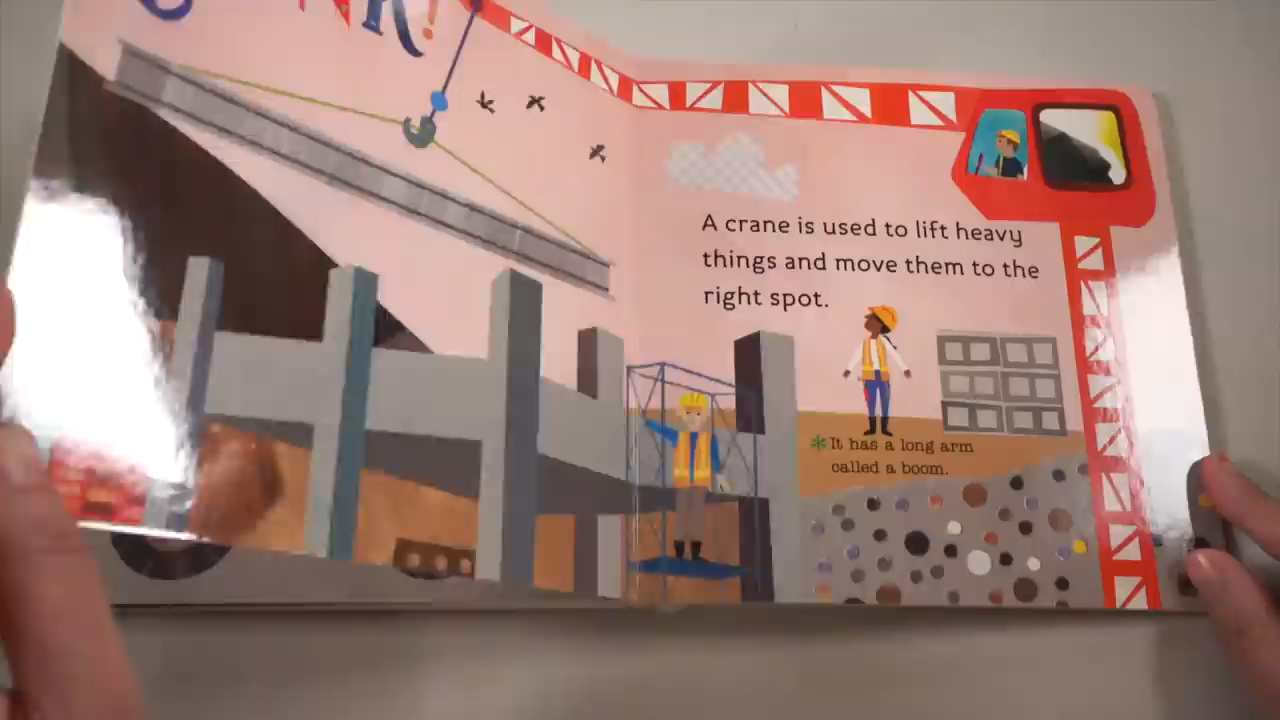 A crane is used to lift heavy
things and move them to the
right spot.
*It has a long arm
called a boom.